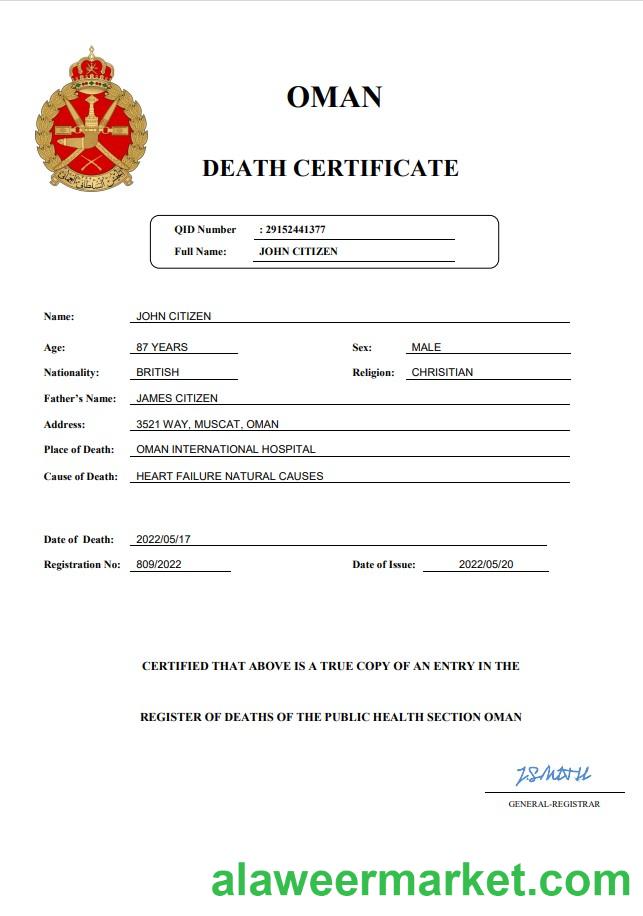 OMAN
DEATH CERTIFICATE
QID Number : 29152441377
Full Name: JOHN CITIZEN
Name: JOHN CITIZEN
Age: 87 YEARS Sex: MALE
Nationality: BRITISH Religion: CHRISITIAN
Father's Name: JAMES CITIZEN
Address: 3521 WAY, MUSCAT, OMAN
Place of Death: OMAN INTERNATIONAL HOSPITAL
Cause of Death: HEART FAILURE NATURAL CAUSES
Date of Death: 2022/05/17
Registration No: 809/2022 Date of Issue: 2022/05/20
CERTIFIED THAT ABOVE IS A TRUE COPY OF AN ENTRY IN THE
REGISTER OF DEATHS OF THE PUBLIC HEALTH SECTION OMAN
GENERAL-REGISTRAR
alaweermarket.com